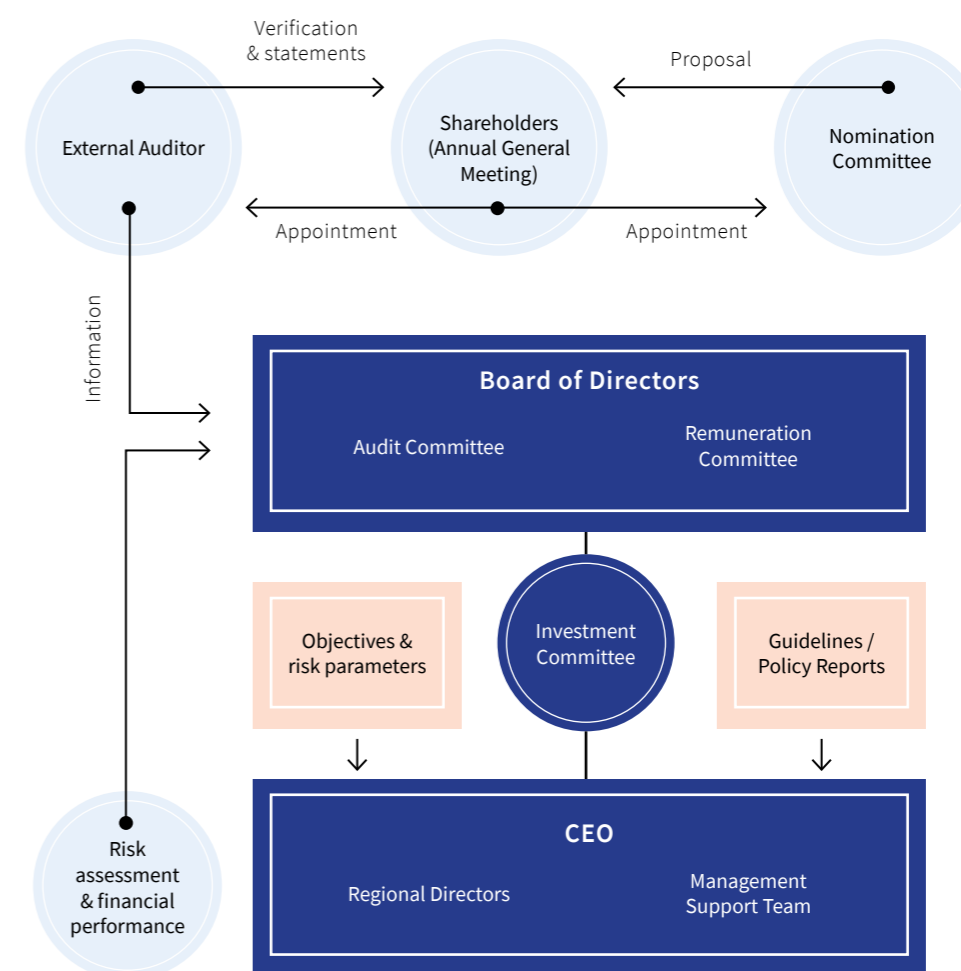 Verification
& statements
Proposal
External Auditor
Shareholders
(Annual General
Meeting)
Nomination
Committee
Appointment
Appointment
Information
Board of Directors
Audit Committee
Remuneration
Committee
Objectives &
risk parameters
Investment
Committee
Guidelines /
Policy Reports
CEO
Regional Directors
Management
Support Team
Risk
assessment
& financial
performance